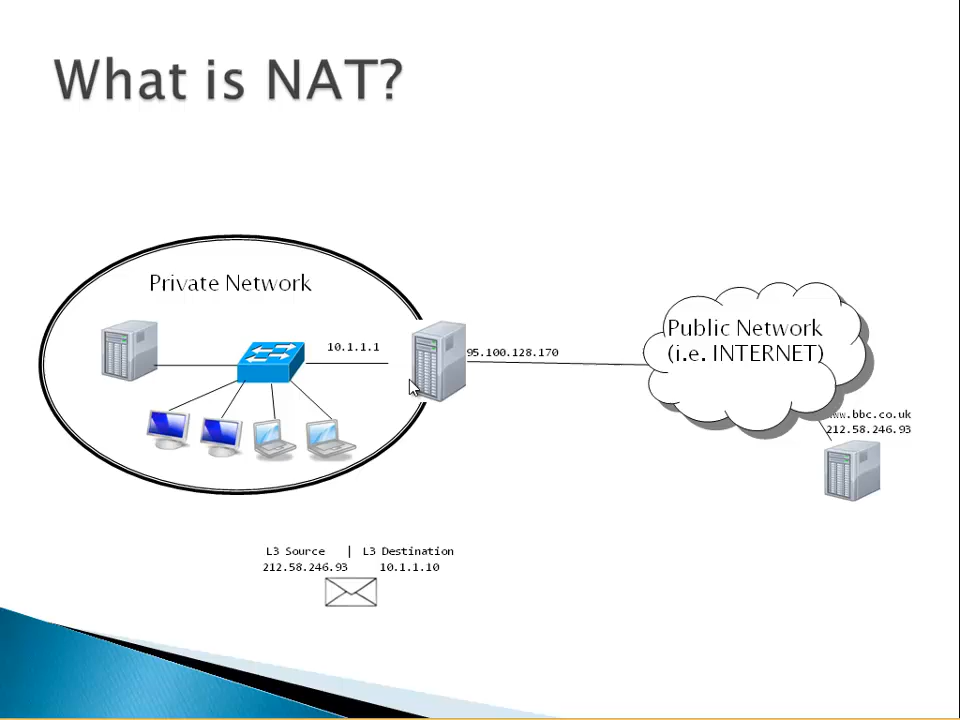 What is NAT?
Private Network
10.1.1.1
95.100.128.170
Public Network
(i.e. INTERNET)
www.bbc.co.uk
212.58.246.93
L3 Source | L3 Destination
212.58.246.93 10.1.1.10